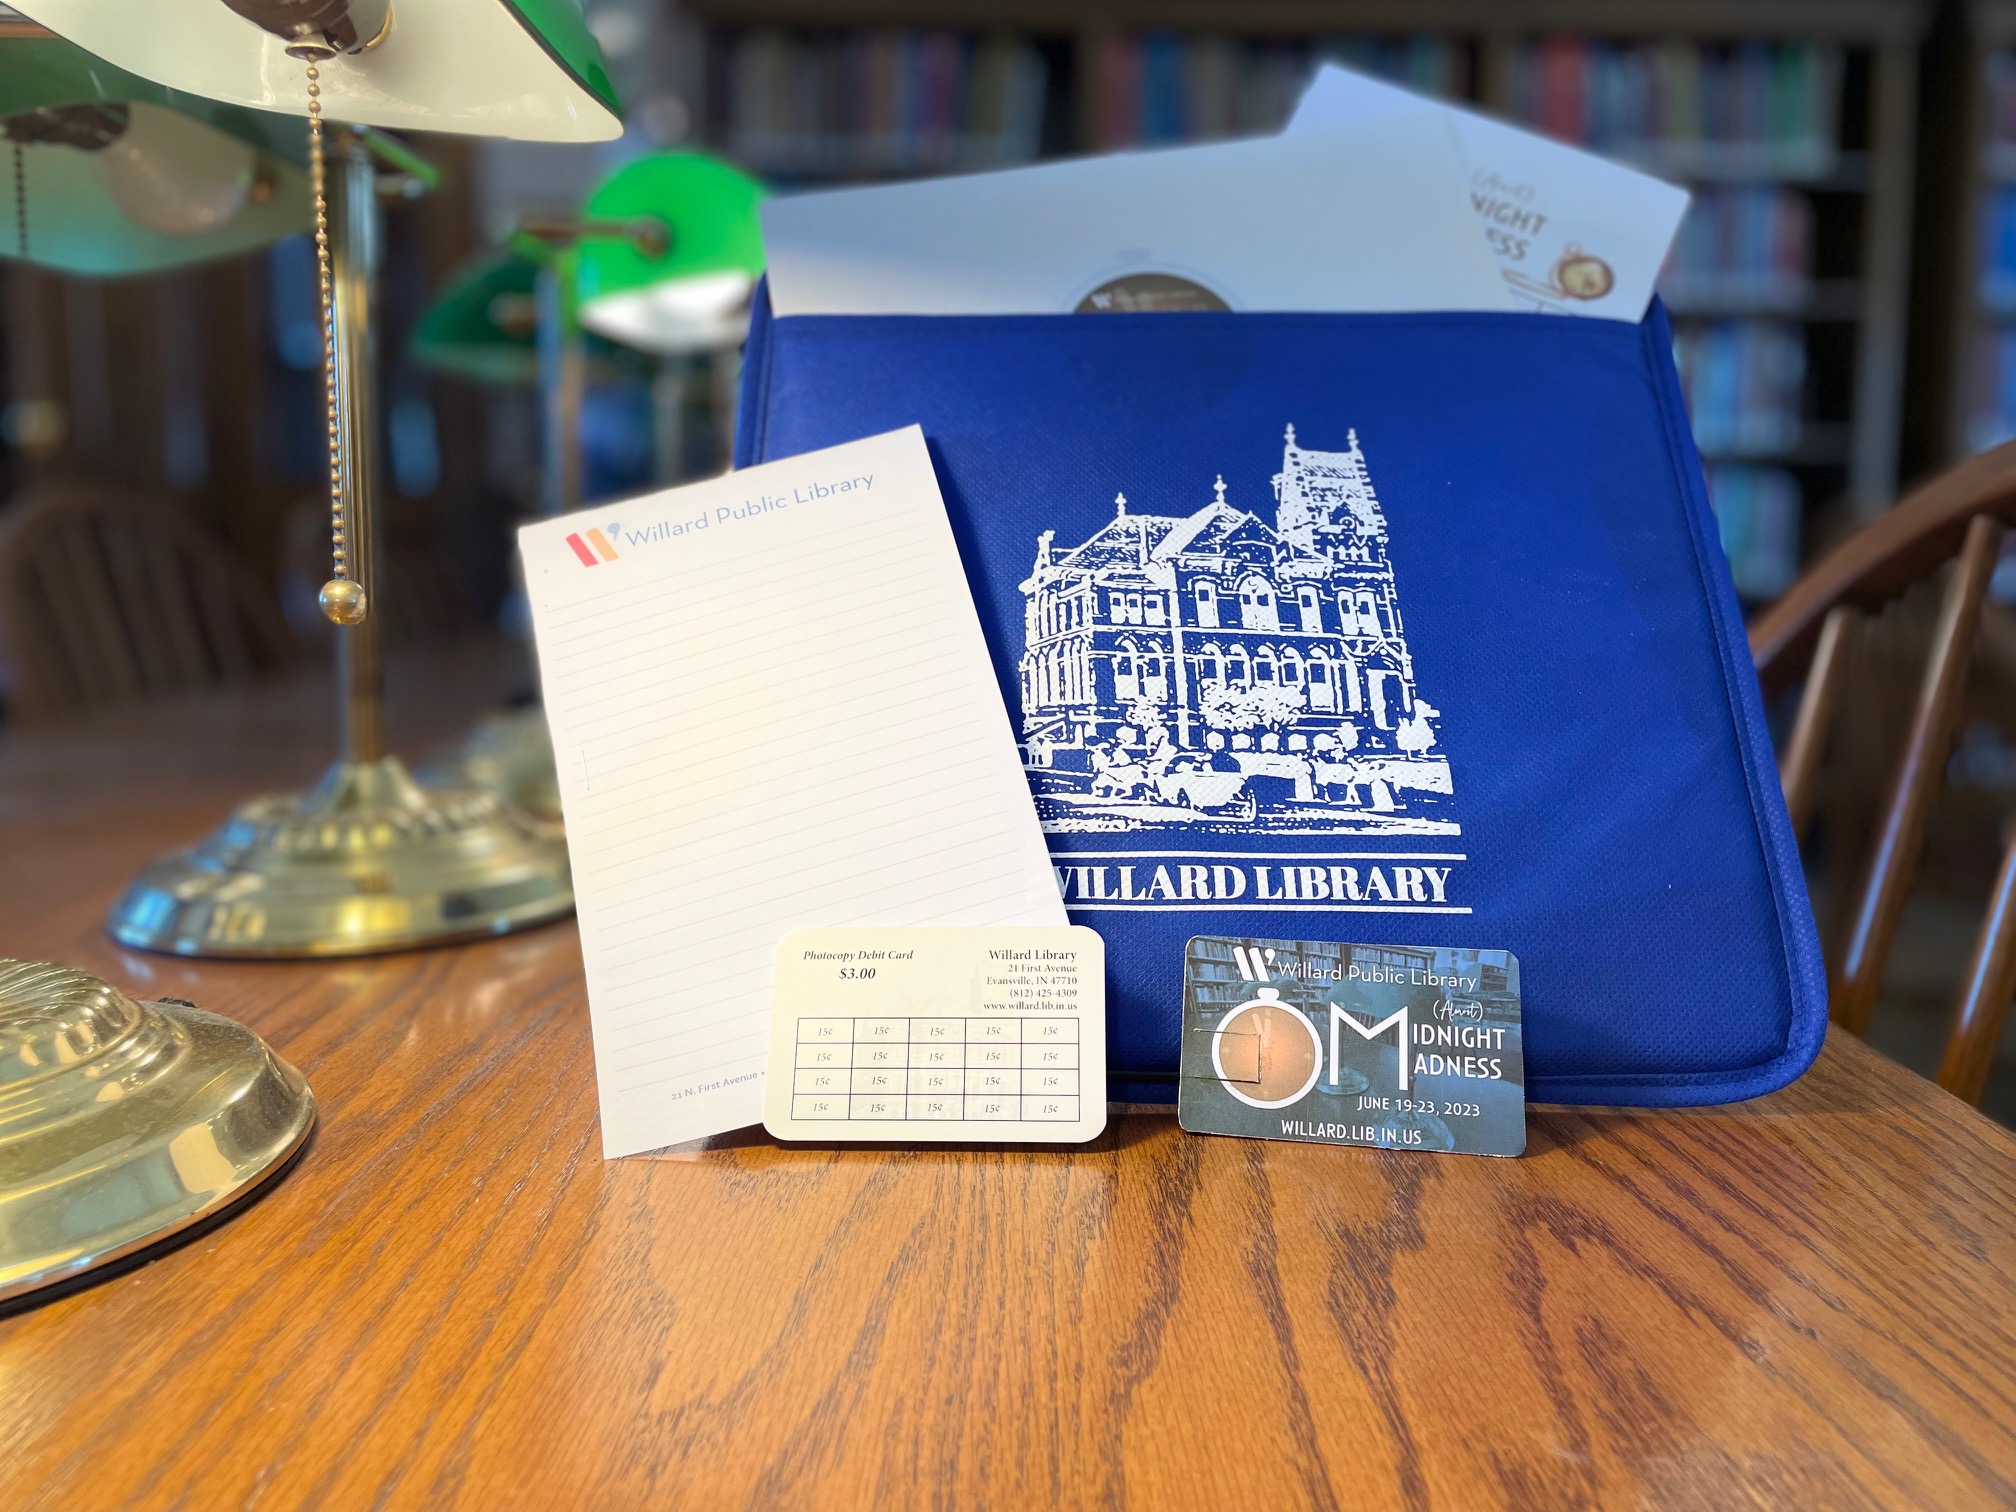 (Almost)
NIGHT
ESS
Willard Public Library
WILLARD LIBRARY
21 N. First Avenue •
Photocopy Debit Card
$3.00
Willard Library
21 First Avenue
Evansville, IN 47710
(812) 425-4309
www.willard.lib.in.us
15¢ 15¢ 15¢ 15¢ 15¢
15¢ 15¢ 15¢ 15¢ 15¢
15¢ 15¢ 15¢ 15¢ 15¢
15¢ 15¢ 15¢ 15¢ 15¢
Willard Public Library
(Almost)
MIDNIGHT
MADNESS
JUNE 19-23, 2023
WILLARD.LIB.IN.US